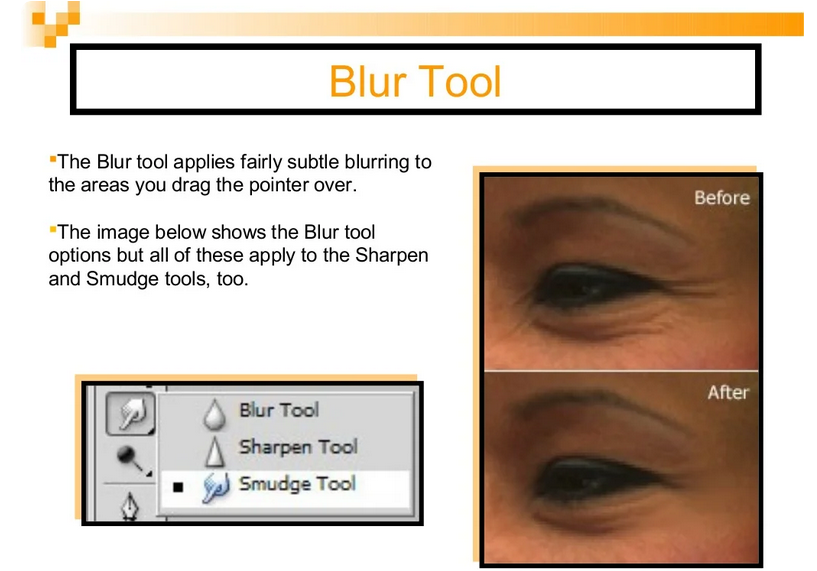 Blur Tool
▪The Blur tool applies fairly subtle blurring to
the areas you drag the pointer over.
▪The image below shows the Blur tool
options but all of these apply to the Sharpen
and Smudge tools, too.
Blur Tool
Sharpen Tool
Smudge Tool
Before
After